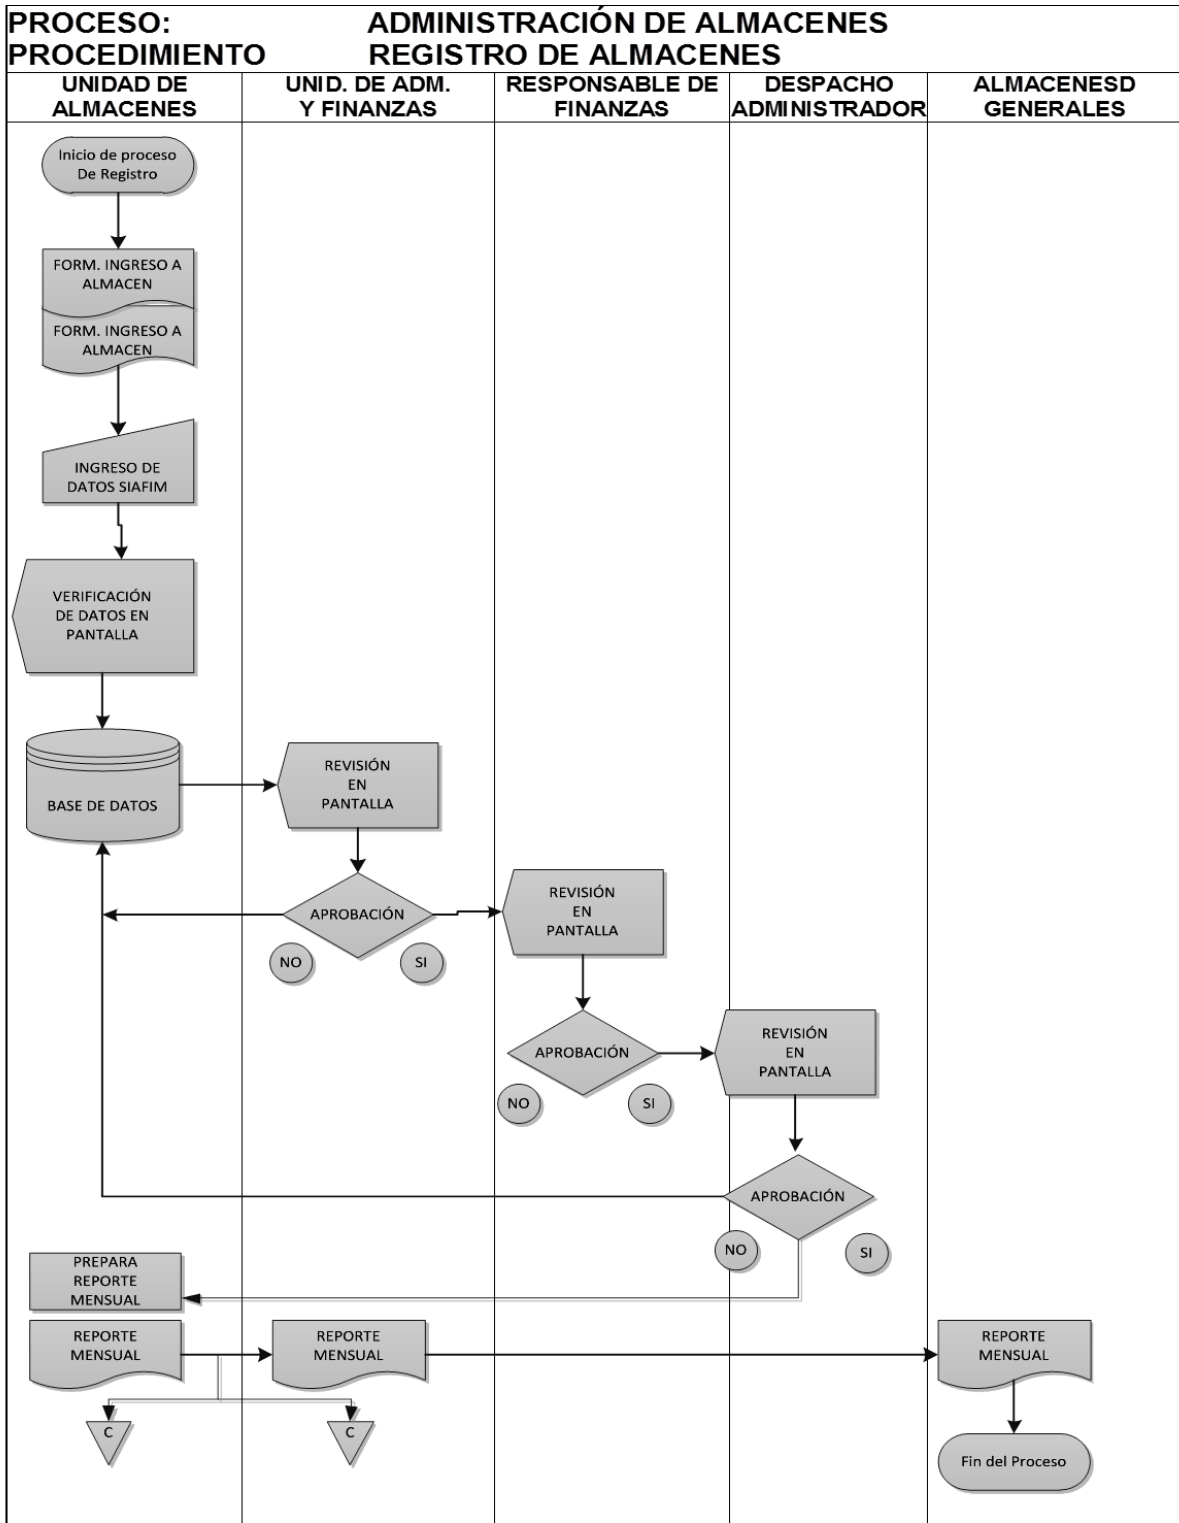 PROCESO: ADMINISTRACIÓN DE ALMACENES
PROCEDIMIENTO REGISTRO DE ALMACENES
UNIDAD DE
ALMACENES
UNID. DE ADM.
Y FINANZAS
RESPONSABLE DE
FINANZAS
DESPACHO
ADMINISTRADOR
ALMACENESD
GENERALES
Inicio de proceso
De Registro
FORM. INGRESO A
ALMACEN
FORM. INGRESO A
ALMACEN
INGRESO DE
DATOS SIAFIM
VERIFICACIÓN
DE DATOS EN
PANTALLA
BASE DE DATOS
REVISIÓN
EN
PANTALLA
APROBACIÓN
NO
SI
REVISIÓN
EN
PANTALLA
APROBACIÓN
NO
SI
REVISIÓN
EN
PANTALLA
APROBACIÓN
NO
SI
PREPARA
REPORTE
MENSUAL
REPORTE
MENSUAL
REPORTE
MENSUAL
REPORTE
MENSUAL
C
C
Fin del Proceso